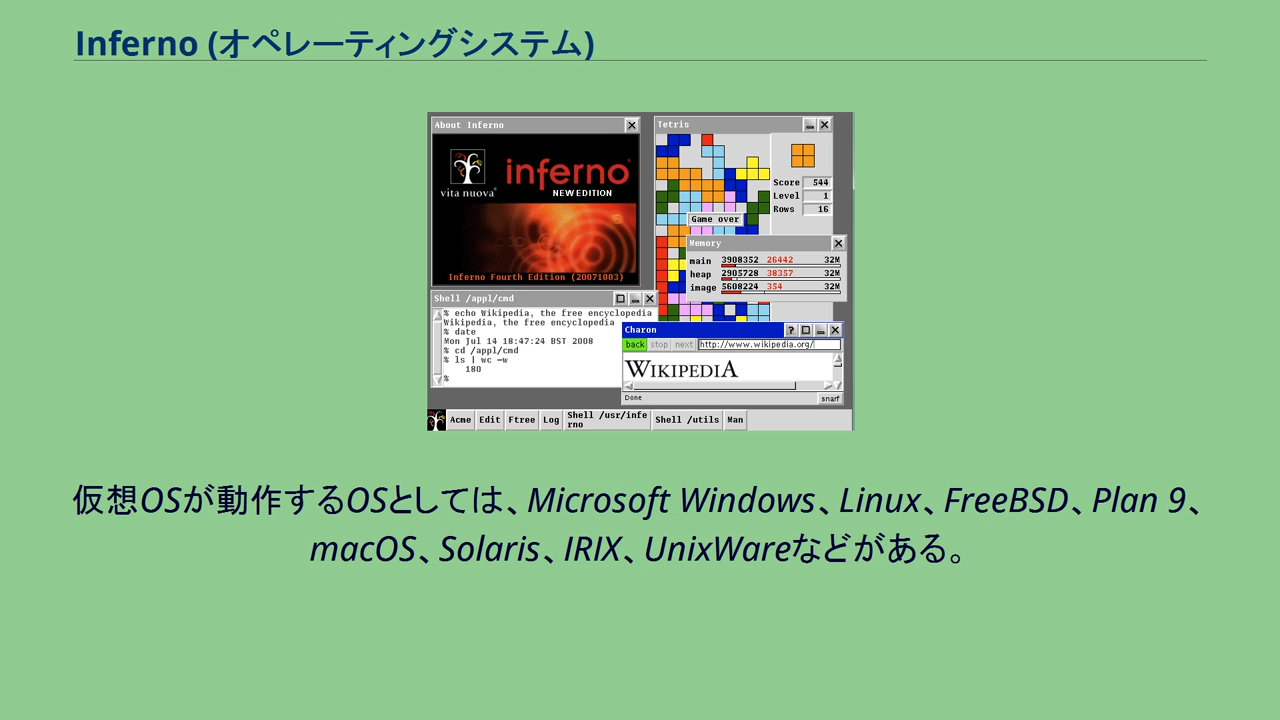 Inferno (オペレーティングシステム)
About Inferno
vita nuova
inferno
NEW EDITION
Inferno Fourth Edition (20071003)
Tetris
Score 544
Level 1
Rows 16
Game over
Memory
main 3908352 26442 32M
heap 2905728 38357 32M
image 5608224 354 32M
Shell /appl/cmd
% echo Wikipedia, the free encyclopedia
Wikipedia, the free encyclopedia
% date
Mon Jul 14 18:47:24 BST 2008
% cd /appl/cmd
% ls | wc -w
180
%
Charon
back stop next http://www.wikipedia.org/
WIKIPEDIA
Done snarf
Acme Edit Ftree Log Shell /usr/infe
rno Shell /utils Man
仮想OSが動作するOSとしては、Microsoft Windows、Linux、FreeBSD、Plan 9、
macOS、Solaris、IRIX、UnixWareなどがある。